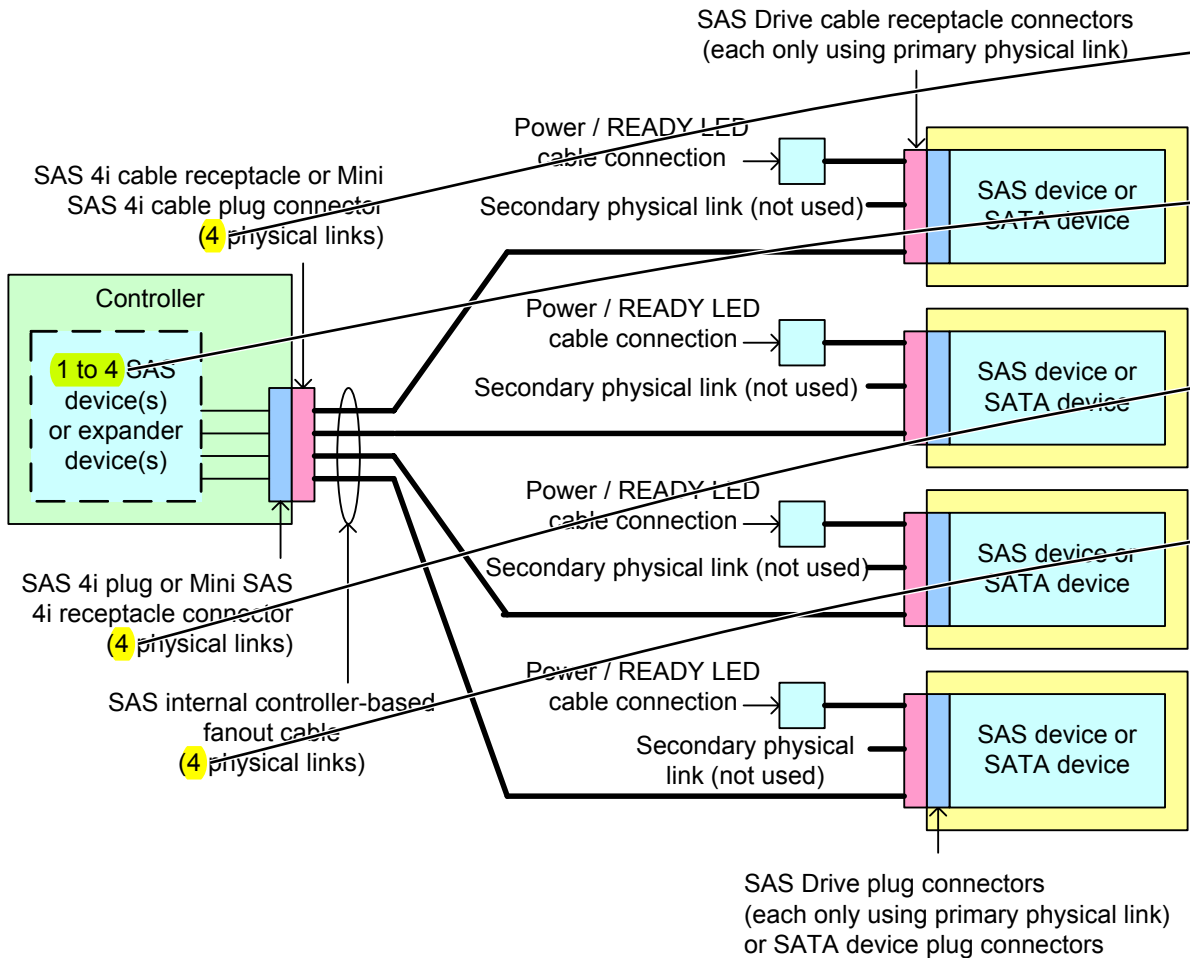 SAS Drive cable receptacle connectors
(each only using primary physical link)
Power / READY LED
cable connection
SAS 4i cable receptacle or Mini
SAS 4i cable plug connector
(4 physical links)
Secondary physical link (not used)
SAS device or
SATA device
Controller
1 to 4 SAS
device(s)
or expander
device(s)
Power / READY LED
cable connection
Secondary physical link (not used)
SAS device or
SATA device
Power / READY LED
cable connection
Secondary physical link (not used)
SAS device or
SATA device
SAS 4i plug or Mini SAS
4i receptacle connector
(4 physical links)
SAS internal controller-based
fanout cable
(4 physical links)
Power / READY LED
cable connection
Secondary physical
link (not used)
SAS device or
SATA device
SAS Drive plug connectors
(each only using primary physical link)
or SATA device plug connectors